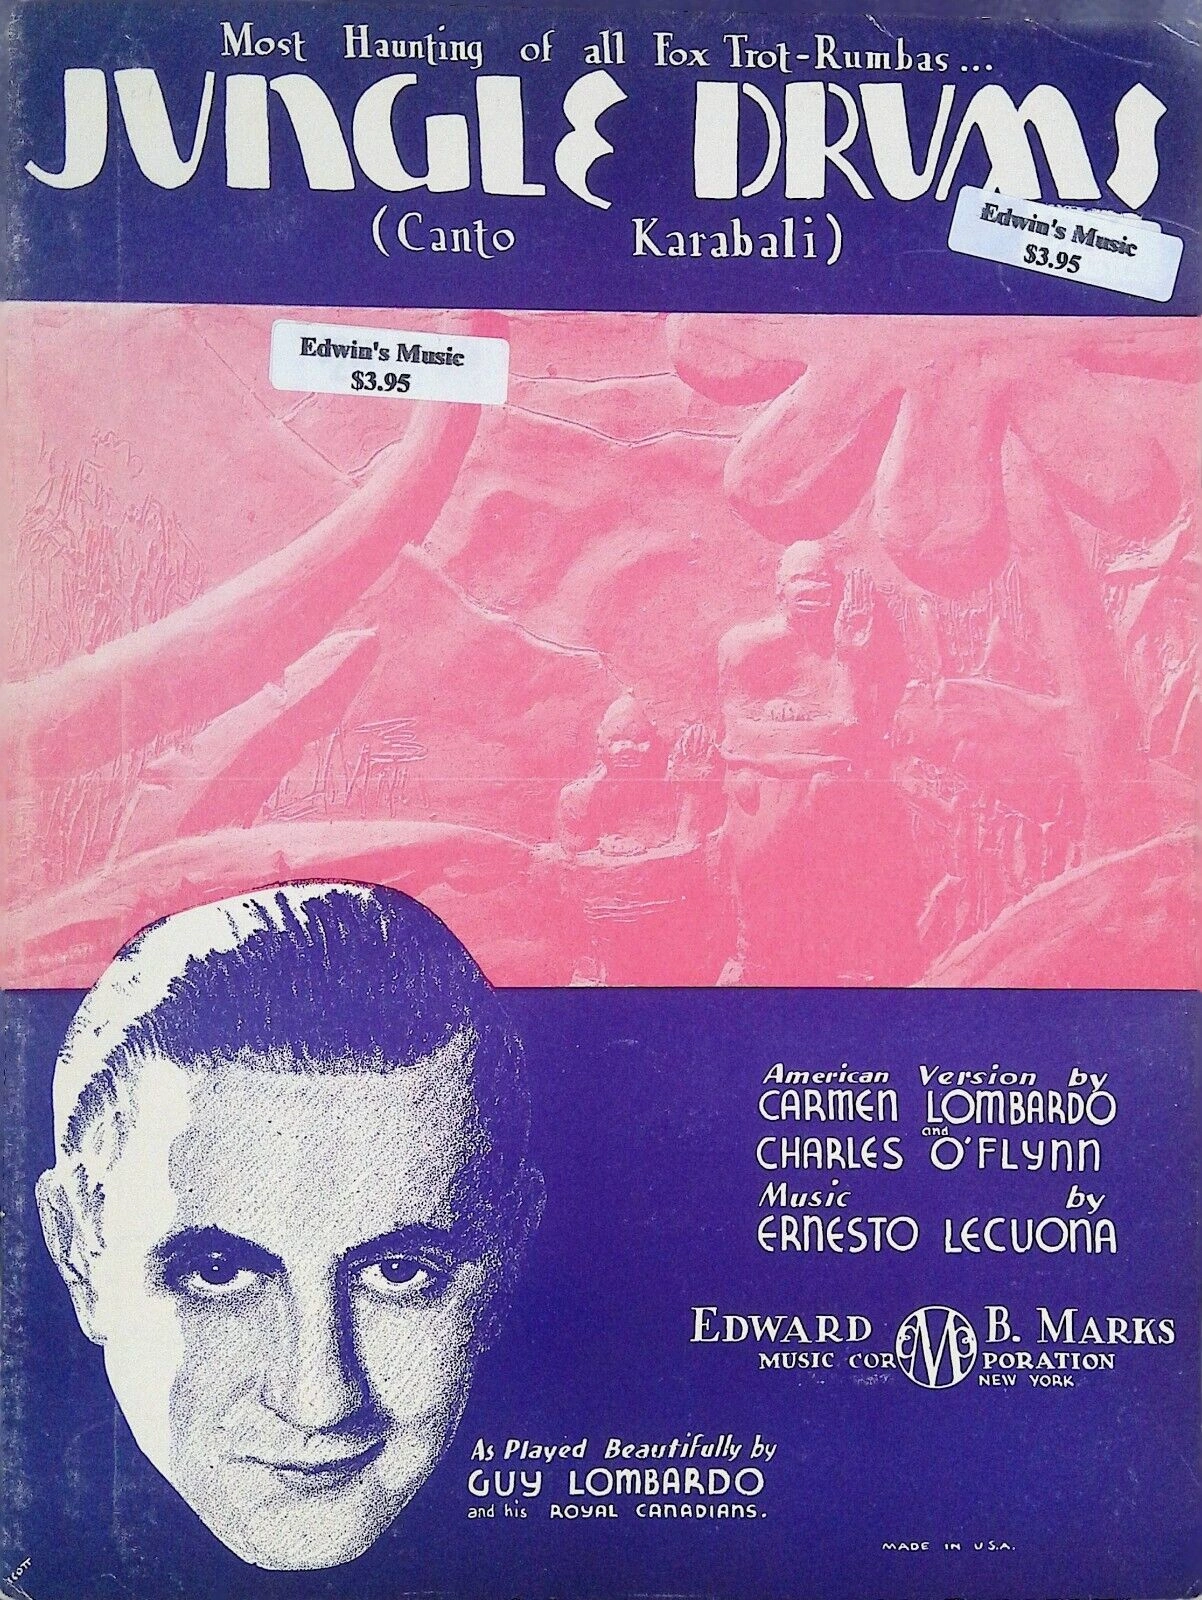 Most Haunting of all Fox Trot-Rumbas...
JUNGLE DRUMS
(Canto Karabali)
Edwin's Music
$3.95
Edwin's Music
$3.95
American Version by
CARMEN LOMBARDO
and
CHARLES O'FLYNN
Music by
ERNESTO LECUONA
EDWARD M B. MARKS
MUSIC CORPORATION
NEW YORK
As Played Beautifully by
GUY LOMBARDO
and his ROYAL CANADIANS.
MADE IN U.S.A.
SCOTT